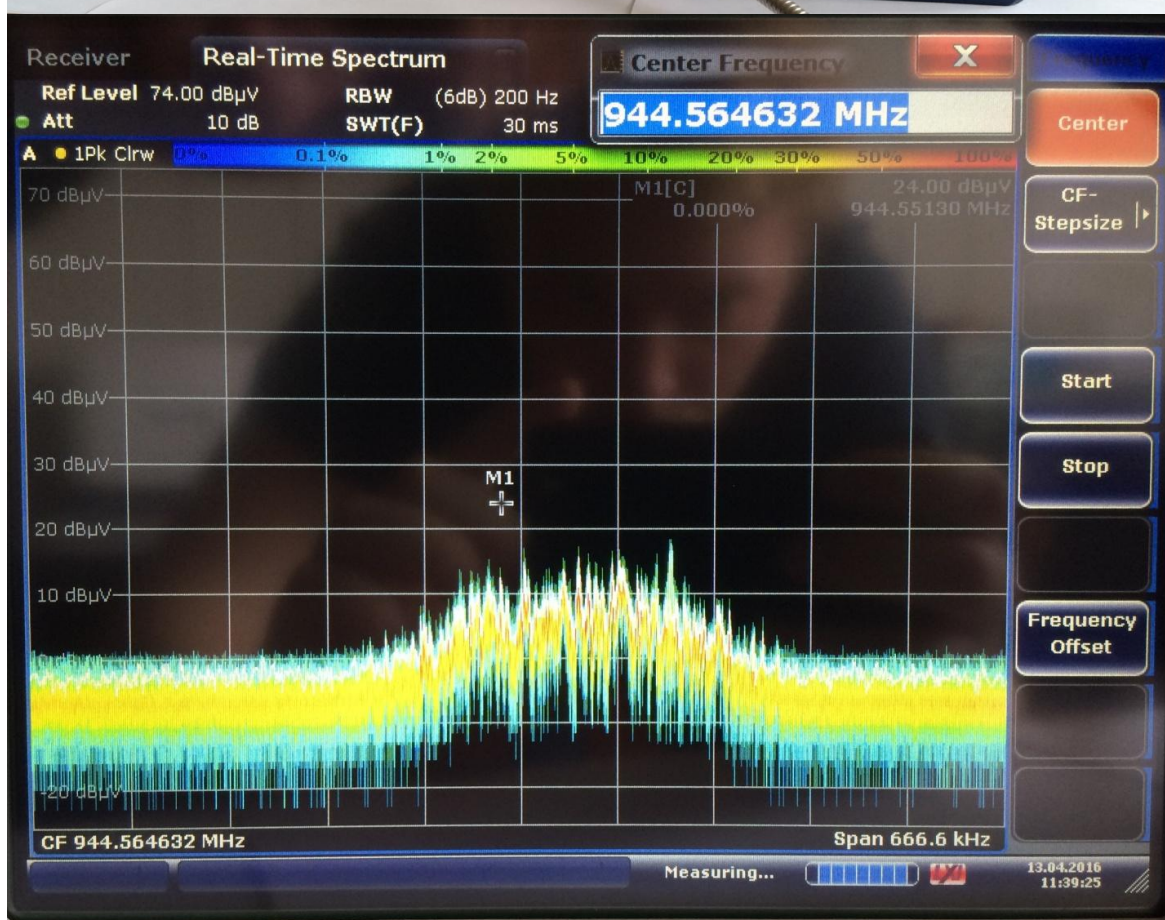 Receiver
Real-Time Spectrum
Center Frequency
X
Frequency
Ref Level 74.00 dBµV
RBW (6dB) 200 Hz
944.564632 MHz
Center
Att 10 dB
SWT(F) 30 ms
A 1Pk Clrw 0% 0.1% 1% 2% 5% 10% 20% 30% 50% 100%
70 dBµV
M1[C] 24.00 dBµV
0.000% 944.55130 MHz
CF-
Stepsize
60 dBµV
50 dBµV
40 dBµV
Start
30 dBµV
M1
Stop
20 dBµV
10 dBµV
Frequency
Offset
-20 dBµV
CF 944.564632 MHz
Span 666.6 kHz
Measuring...
LXI
13.04.2016
11:39:25